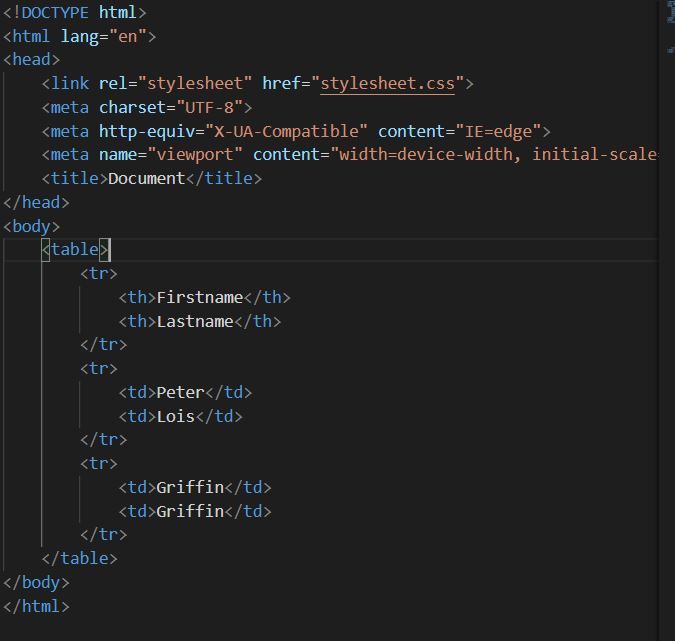 <!DOCTYPE html>
<html lang="en">
<head>
    <link rel="stylesheet" href="stylesheet.css">
    <meta charset="UTF-8">
    <meta http-equiv="X-UA-Compatible" content="IE=edge">
    <meta name="viewport" content="width=device-width, initial-scale=
    <title>Document</title>
</head>
<body>
    <table>
        <tr>
            <th>Firstname</th>
            <th>Lastname</th>
        </tr>
        <tr>
            <td>Peter</td>
            <td>Lois</td>
        </tr>
        <tr>
            <td>Griffin</td>
            <td>Griffin</td>
        </tr>
    </table>
</body>
</html>